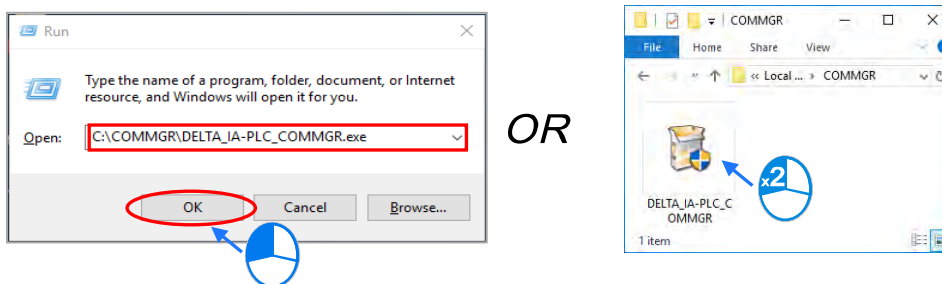 Run
Type the name of a program, folder, document, or Internet
resource, and Windows will open it for you.
Open:
C:\COMMGR\DELTA_IA-PLC_COMMGR.exe
OK
Cancel
Browse...
OR
COMMGR
File
Home
Share
View
« Local ... › COMMGR
x2
DELTA_IA-PLC_C
OMMGR
1 item